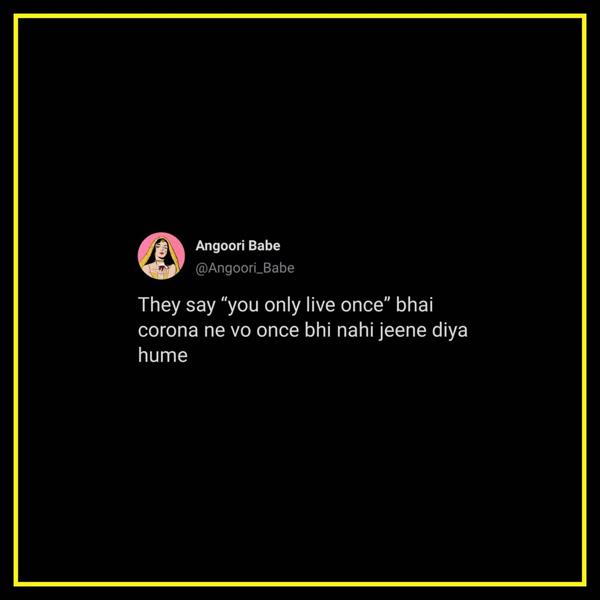 Angoori Babe
@Angoori_Babe
They say “you only live once” bhai
corona ne vo once bhi nahi jeene diya
hume